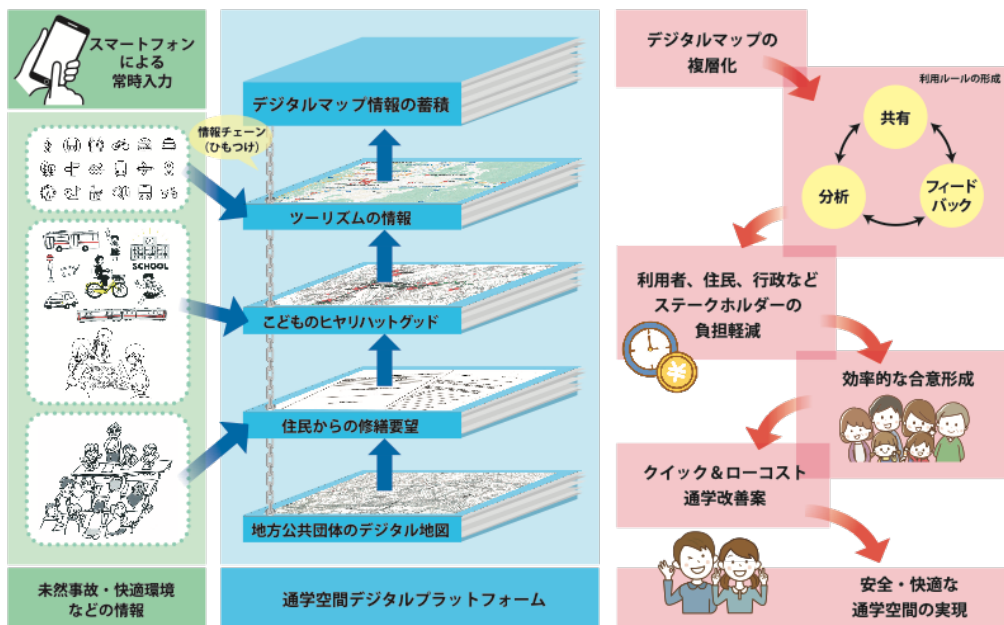 スマートフォン
による
常時入力
SCHOOL
未然事故・快適環境
などの情報
デジタルマップ情報の蓄積
情報チェーン
（ひもつけ）
ツーリズムの情報
こどものヒヤリハットグッド
住民からの修繕要望
地方公共団体のデジタル地図
通学空間デジタルプラットフォーム
デジタルマップの
複層化
利用ルールの形成
共有
分析
フィード
バック
利用者、住民、行政など
ステークホルダーの
負担軽減
効率的な合意形成
クイック＆ローコスト
通学改善案
安全・快適な
通学空間の実現